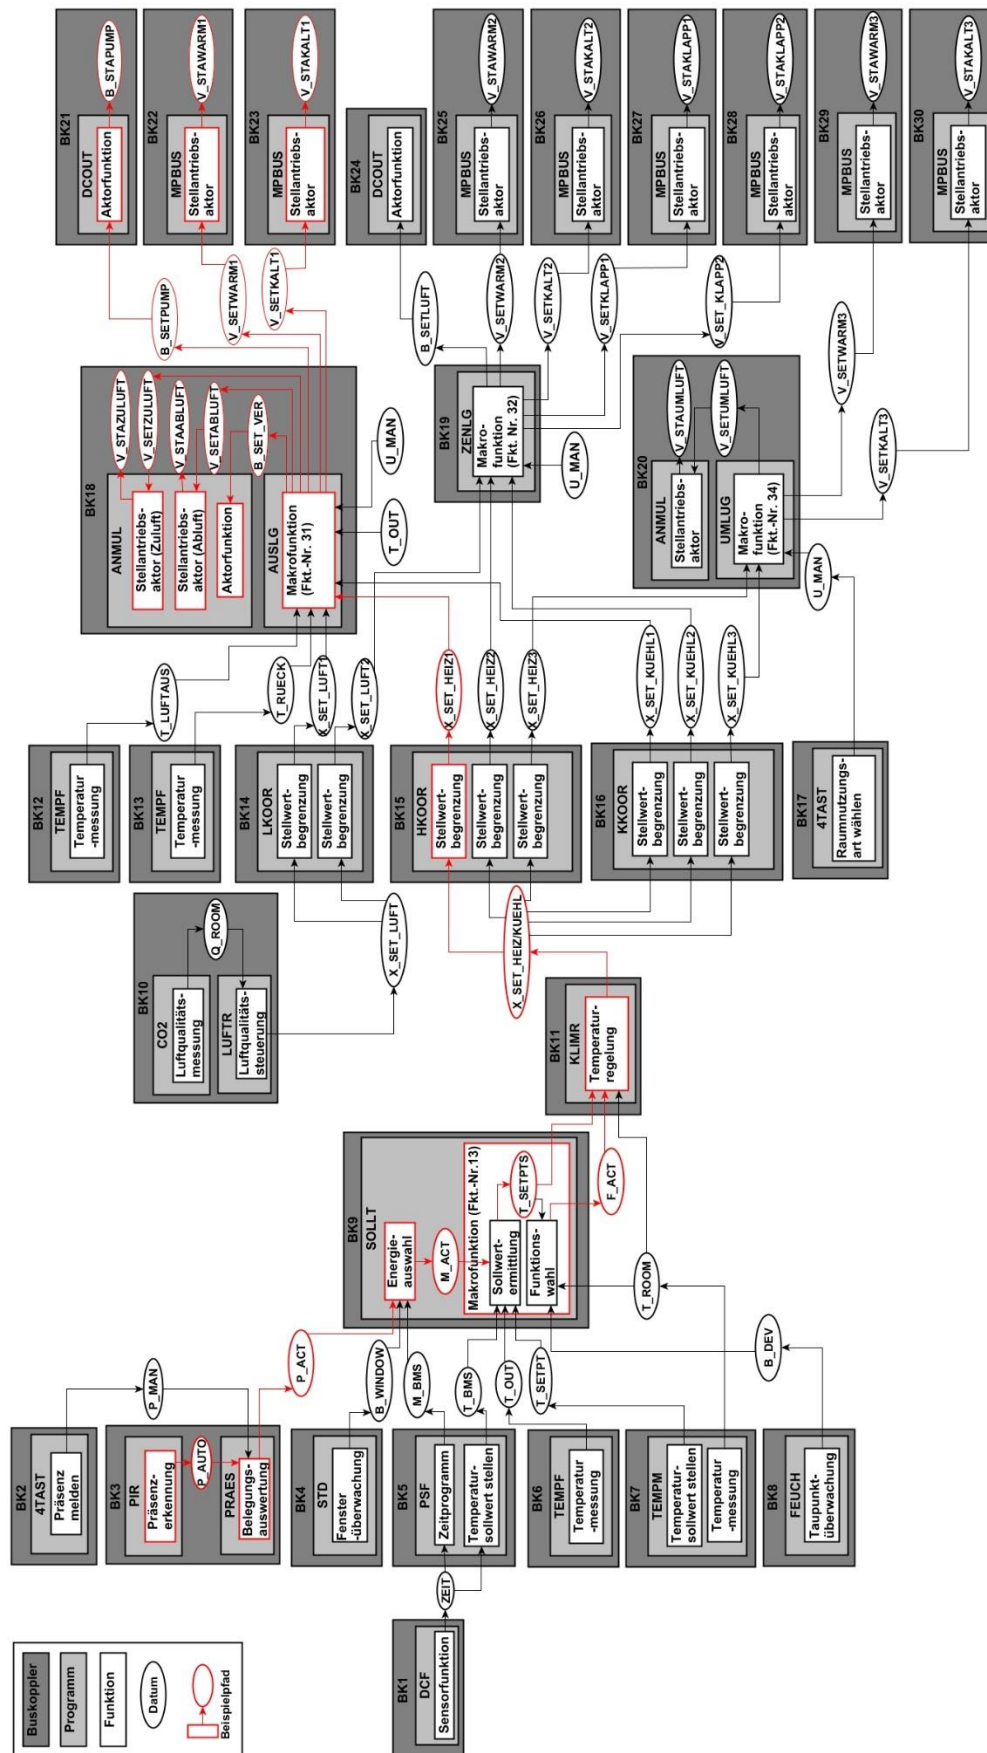 Buskoppler
Programm
Funktion
Datum
Beispielpfad
BK1
DCF
Sensorfunktion
ZEIT
BK2
4TAST
Präsenz
melden
P_MAN
BK3
PIR
Präsenz-
erkennung
P_AUTO
PRAES
Belegungs-
auswertung
P_ACT
BK4
STD
Fenster
-überwachung
B_WINDOW
BK5
PSF
Zeitprogramm
Temperatur-
sollwert stellen
M_BMS
T_BMS
BK6
TEMPF
Temperatur
-messung
T_OUT
BK7
TEMPM
Temperatur-
sollwert stellen
Temperatur
-messung
T_SETPT
T_ROOM
BK8
FEUCH
Taupunkt-
überwachung
B_DEV
BK9
SOLLT
Energie-
auswahl
M_ACT
Makrofunktion (Fkt.-Nr.13)
Sollwert-
ermittlung
T_SETPTS
Funktions-
wahl
F_ACT
BK10
CO2
Luftqualitäts-
messung
Q_ROOM
LUFTR
Luftqualitäts-
steuerung
X_SET_LUFT
BK11
KLIMR
Temperatur-
regelung
X_SET_HEIZ/KUEHL
BK12
TEMPF
Temperatur
-messung
T_LUFTAUS
BK13
TEMPF
Temperatur
-messung
T_RUECK
BK14
LKOOR
Stellwert-
begrenzung
Stellwert-
begrenzung
X_SET_LUFT1
X_SET_LUFT2
BK15
HKOOR
Stellwert-
begrenzung
Stellwert-
begrenzung
Stellwert-
begrenzung
X_SET_HEIZ1
X_SET_HEIZ2
X_SET_HEIZ3
BK16
KKOOR
Stellwert-
begrenzung
Stellwert-
begrenzung
Stellwert-
begrenzung
X_SET_KUEHL1
X_SET_KUEHL2
X_SET_KUEHL3
BK17
4TAST
Raumnutzungs-
art wählen
U_MAN
BK18
ANMUL
Stellantriebs-
aktor (Zuluft)
Stellantriebs-
aktor (Abluft)
Aktorfunktion
V_STAZULUFT
V_SETZULUFT
V_STAABLUFT
V_SETABLUFT
B_SET_VER
AUSLG
Makrofunktion
(Fkt.-Nr. 31)
T_OUT
U_MAN
B_SETPUMP
V_SETWARM1
V_SETKALT1
BK19
ZENLG
Makro-
funktion
(Fkt. Nr. 32)
U_MAN
B_SETLUFT
V_SETWARM2
V_SETKALT2
V_SETKLAPP1
V_SET_KLAPP2
BK20
ANMUL
Stellantriebs-
aktor
V_STAUMLUFT
V_SETUMLUFT
UMLUG
Makro-
funktion
(Fkt.-Nr. 34)
V_SETWARM3
V_SETKALT3
BK21
DCOUT
Aktorfunktion
B_STAPUMP
BK22
MPBUS
Stellantriebs-
aktor
V_STAWARM1
BK23
MPBUS
Stellantriebs-
aktor
V_STAKALT1
BK24
DCOUT
Aktorfunktion
BK25
MPBUS
Stellantriebs-
aktor
V_STAWARM2
BK26
MPBUS
Stellantriebs-
aktor
V_STAKALT2
BK27
MPBUS
Stellantriebs-
aktor
V_STAKLAPP1
BK28
MPBUS
Stellantriebs-
aktor
V_STAKLAPP2
BK29
MPBUS
Stellantriebs-
aktor
V_STAWARM3
BK30
MPBUS
Stellantriebs-
aktor
V_STAKALT3